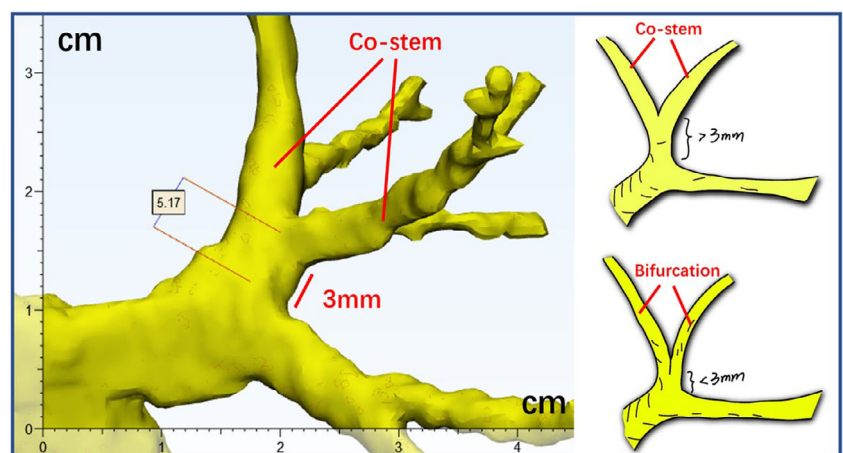 cm
Co-stem
3
2
5.17
3mm
1
cm
0
0
1
2
3
4
Co-stem
>3mm
Bifurcation
<3mm